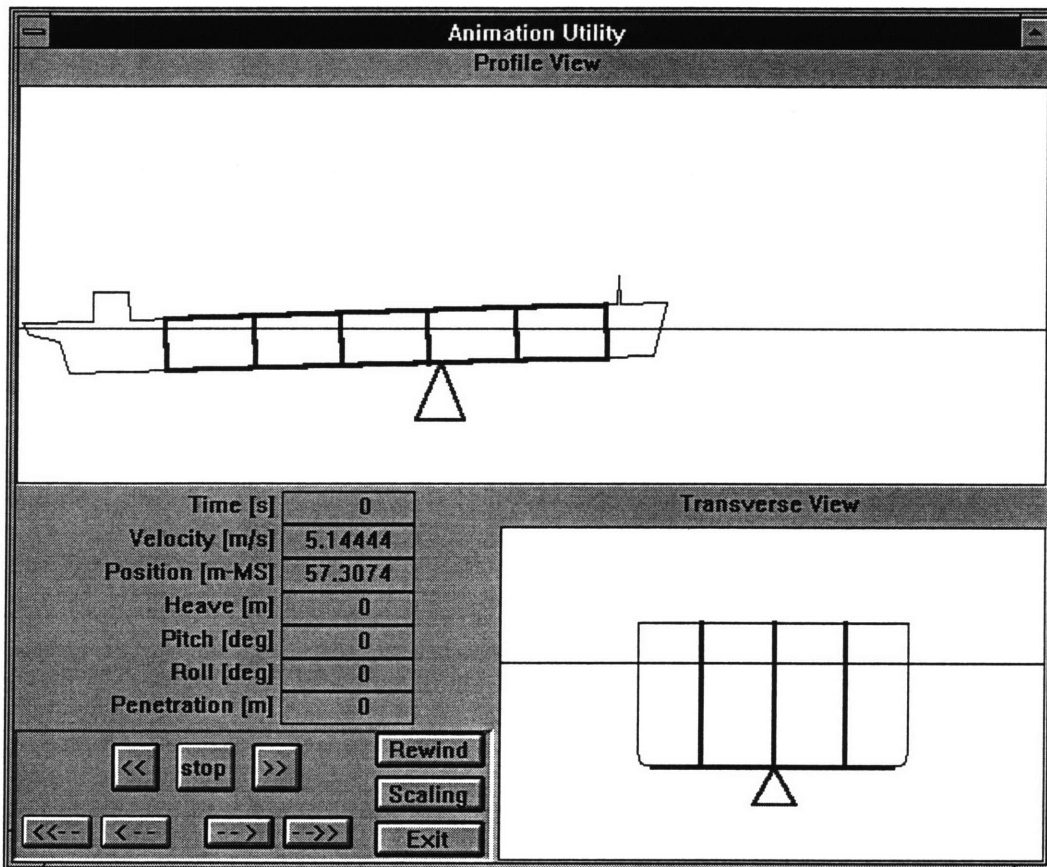 Animation Utility
Profile View
Time [s] 0
Velocity [m/s] 5.14444
Position [m-MS] 57.3074
Heave [m] 0
Pitch [deg] 0
Roll [deg] 0
Penetration [m] 0
Transverse View
<< stop >> Rewind
Scaling
<<-- <-- --> -->> Exit